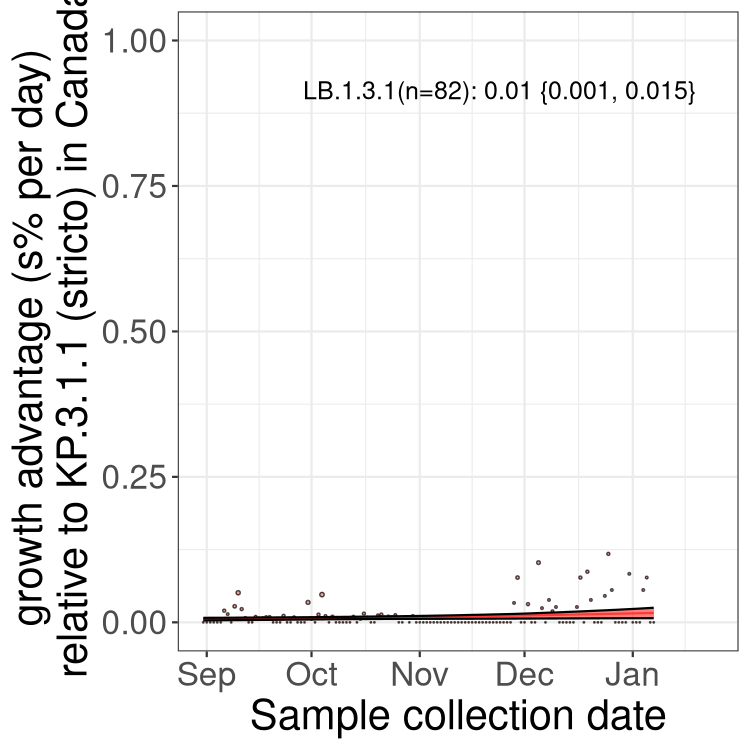 growth advantage (s% per day)
relative to KP.3.1.1 (stricto) in Canada
1.00
0.75
0.50
0.25
0.00
LB.1.3.1(n=82): 0.01 {0.001, 0.015}
Sep Oct Nov Dec Jan
Sample collection date